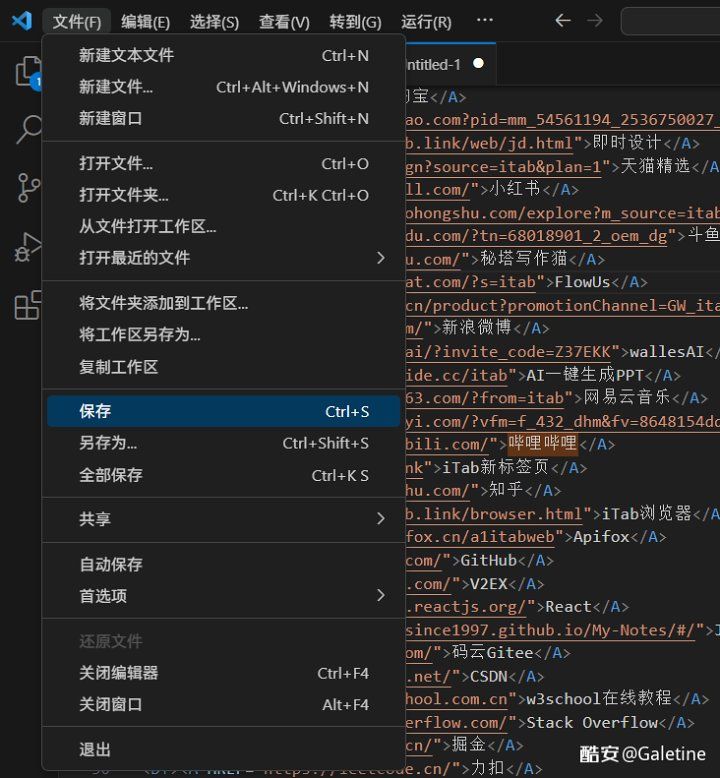 文件(F) 编辑(E) 选择(S) 查看(V) 转到(G) 运行(R) ···
1
ntitled-1
新建文本文件 Ctrl+N
新建文件... Ctrl+Alt+Windows+N
新建窗口 Ctrl+Shift+N
打开文件... Ctrl+O
打开文件夹... Ctrl+K Ctrl+O
从文件打开工作区...
打开最近的文件
将文件夹添加到工作区...
将工作区另存为...
复制工作区
保存 Ctrl+S
另存为... Ctrl+Shift+S
全部保存 Ctrl+K S
共享
自动保存
首选项
还原文件
关闭编辑器 Ctrl+F4
关闭窗口 Alt+F4
退出
宝</A>
ao.com?pid=mm_54561194_2536750027_
b.link/web/jd.html">即时设计</A>
gn?source=itab&plan=1">天猫精选</A>
ll.com/">小红书</A>
ohongshu.com/explore?m_source=itab
du.com/?tn=68018901_2_oem_dg">斗鱼
u.com/">秘塔写作猫</A>
at.com/?s=itab">FlowUs</A>
cn/product?promotionChannel=GW_ita
m/">新浪微博</A>
ai/?invite_code=Z37EKK">wallesAI</
ide.cc/itab">AI一键生成PPT</A>
63.com/?from=itab">网易云音乐</A>
yi.com/?vfm=f_432_dhm&fv=8648154dc
bili.com/">哔哩哔哩</A>
nk">iTab新标签页</A>
hu.com/">知乎</A>
b.link/browser.html">iTab浏览器</A
fox.cn/a1itabweb">Apifox</A>
com/">GitHub</A>
.com/">V2EX</A>
.reactjs.org/">React</A>
since1997.github.io/My-Notes/#/">
om/">码云Gitee</A>
.net/">CSDN</A>
hool.com.cn">w3school在线教程</A>
erflow.com/">Stack Overflow</A>
cn/">掘金</A>
https://leetcode.cn/">力扣</A>
酷安@Galetine